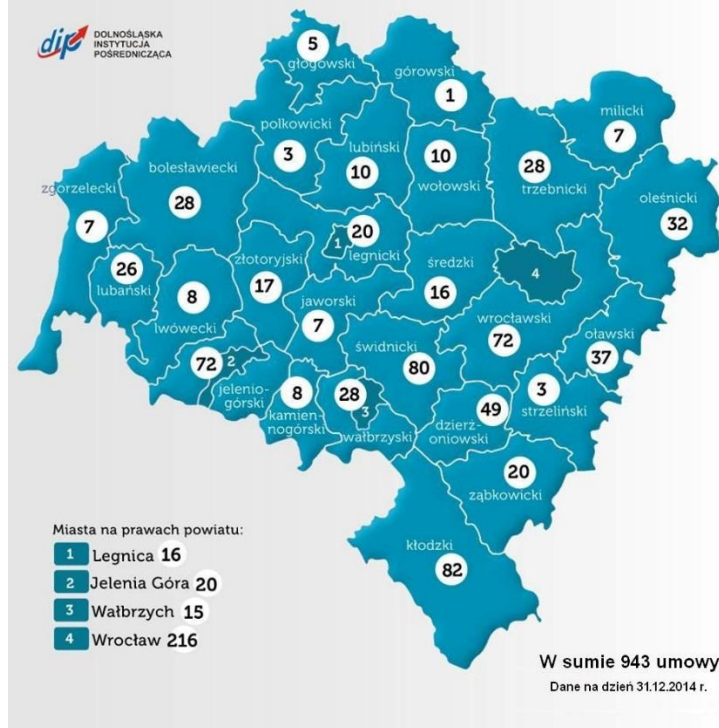 dip DOLNOŚLĄSKA
INSTYTUCJA
POŚREDNICZĄCA
5
głogowski
górowski
1
milicki
7
polkowicki
3
lubiński
10
10
wołowski
28
trzebnicki
oleśnicki
32
bolesławiecki
28
zgorzelecki
7
26
lubański
8
lwówecki
złotoryjski
17
1
20
legnicki
średzki
16
4
jaworski
7
wrocławski
72
oławski
37
72
2
jelenio-
górski
8
kamien-
nogórski
28
3
wałbrzyski
świdnicki
80
49
dzierż-
oniowski
3
strzeliński
20
ząbkowicki
kłodzki
82
Miasta na prawach powiatu:
1 Legnica 16
2 Jelenia Góra 20
3 Wałbrzych 15
4 Wrocław 216
W sumie 943 umowy
Dane na dzień 31.12.2014 r.